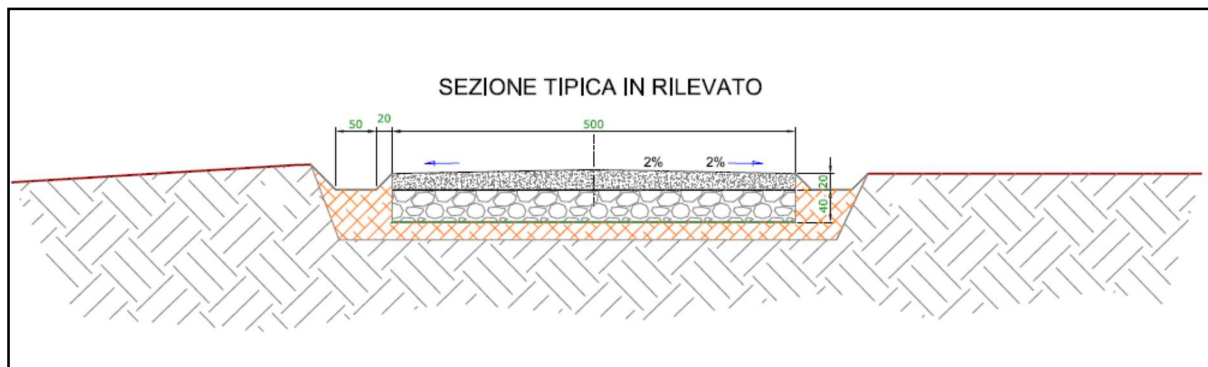 SEZIONE TIPICA IN RILEVATO
50 20 500
2% 2%
20
40